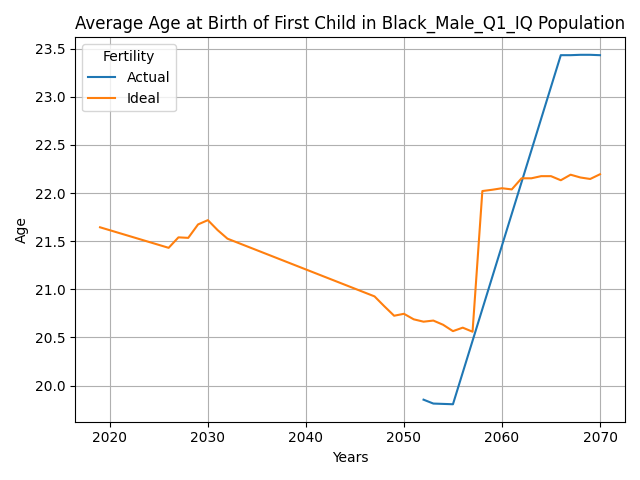 Average Age at Birth of First Child in Black_Male_Q1_IQ Population
Fertility
Actual
Ideal
23.5
23.0
22.5
22.0
21.5
21.0
20.5
20.0
Age
2020 2030 2040 2050 2060 2070
Years